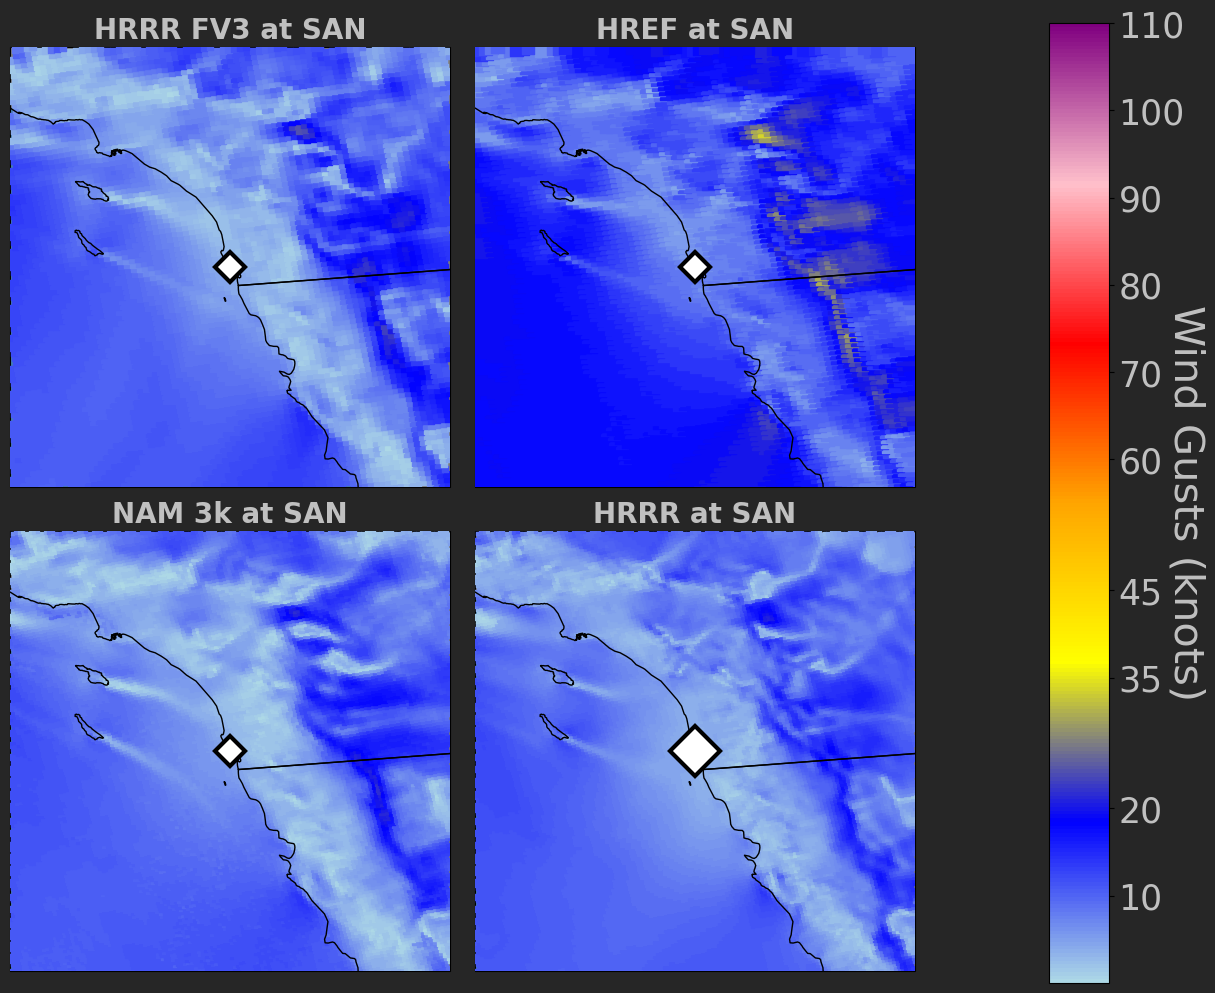 HRRR FV3 at SAN
HREF at SAN
NAM 3k at SAN
HRRR at SAN
110
100
90
80
70
60
45
35
20
10
Wind Gusts (knots)